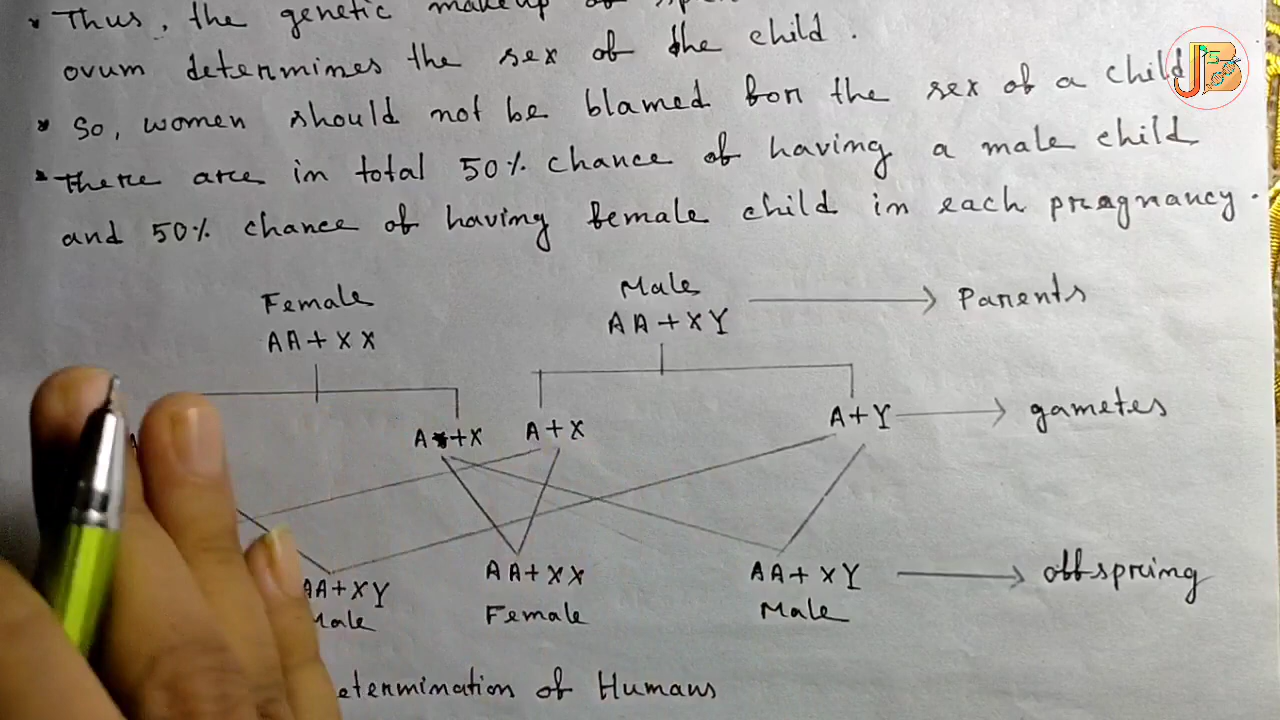 • Thus, the genetic makeup of
ovum determines the sex of the child.
• So, women should not be blamed for the sex of a child
• There are in total 50% chance of having a male child
and 50% chance of having female child in each pragnancy.
Female
Male
→ Parents
AA+XX
AA+XY
A+X
A+X
A+Y → gametes
AA+XY
AA+XX
AA+XY → offspring
Male
Female
Male
etermination of Humans